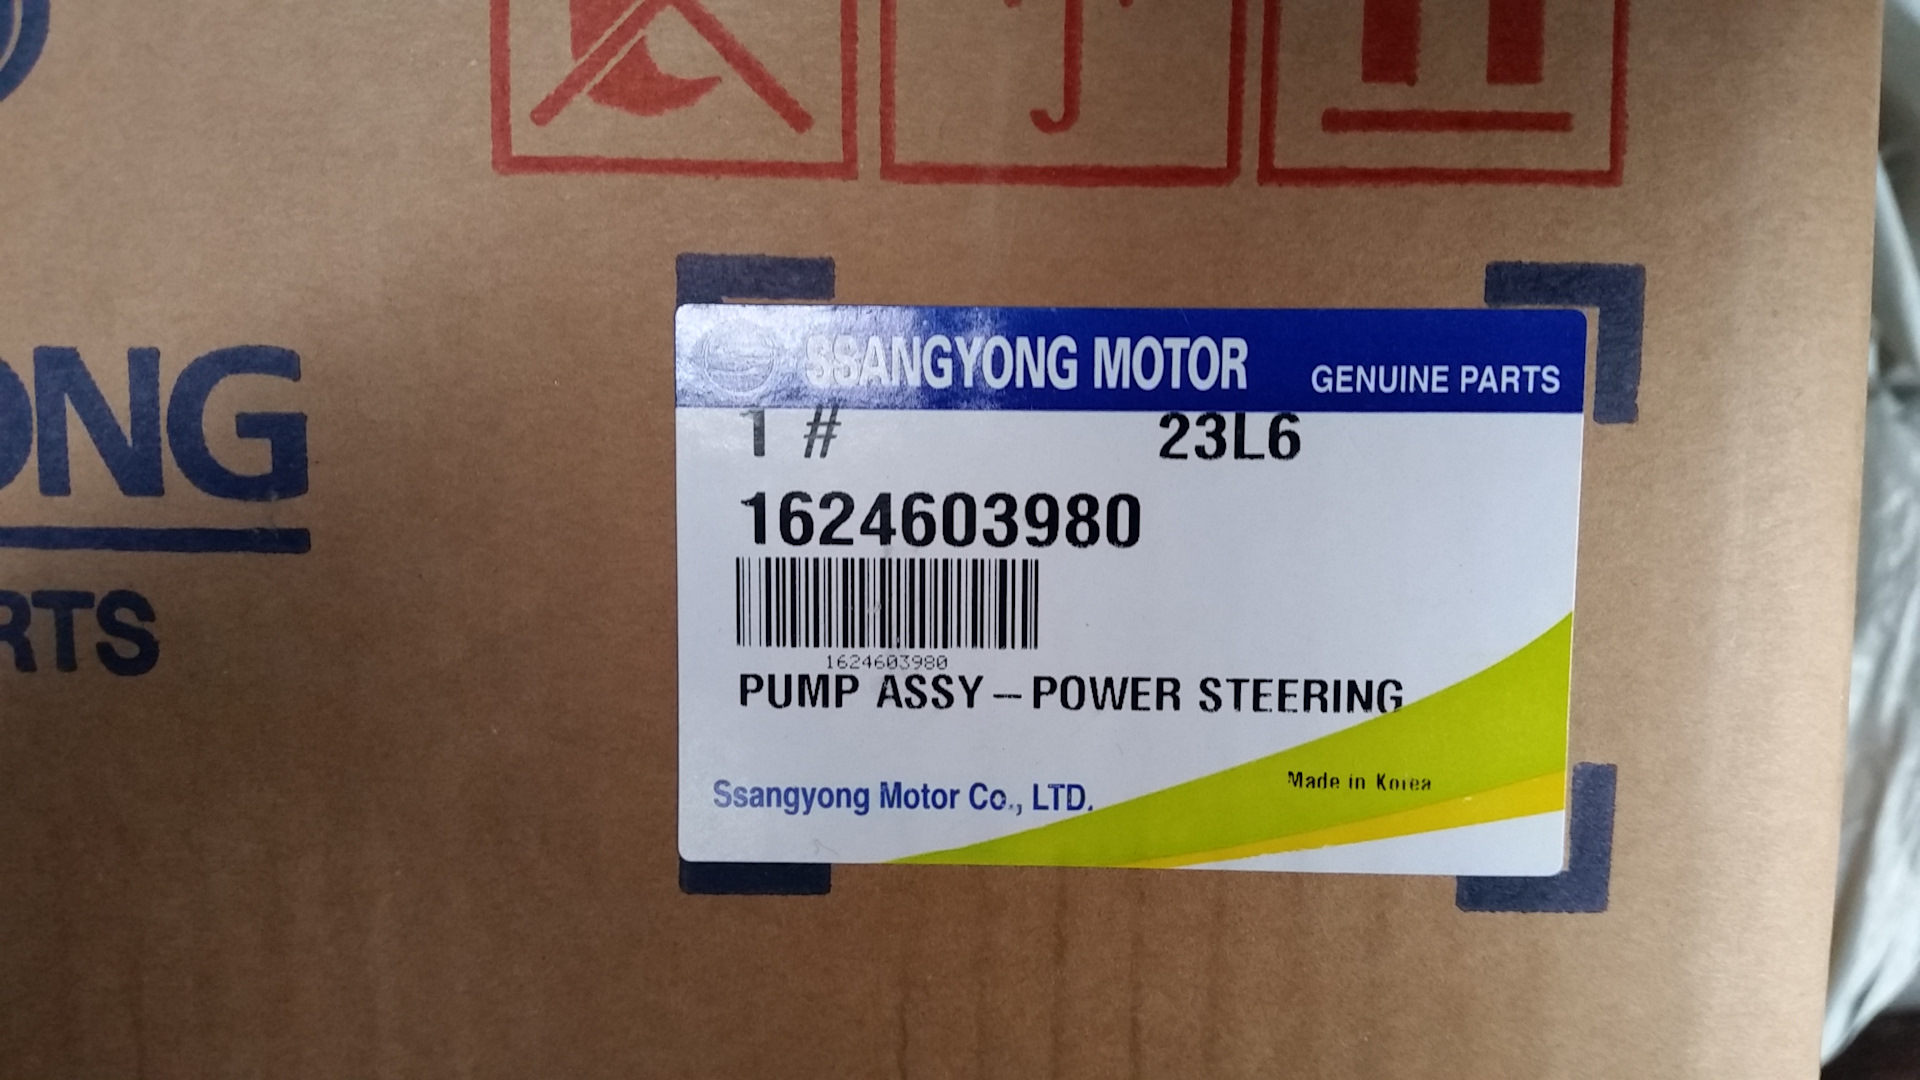 SSANGYONG MOTOR GENUINE PARTS
1 # 23L6
1624603980
1624603980
PUMP ASSY – POWER STEERING
Made in Korea
Ssangyong Motor Co., LTD.
ONG
RTS